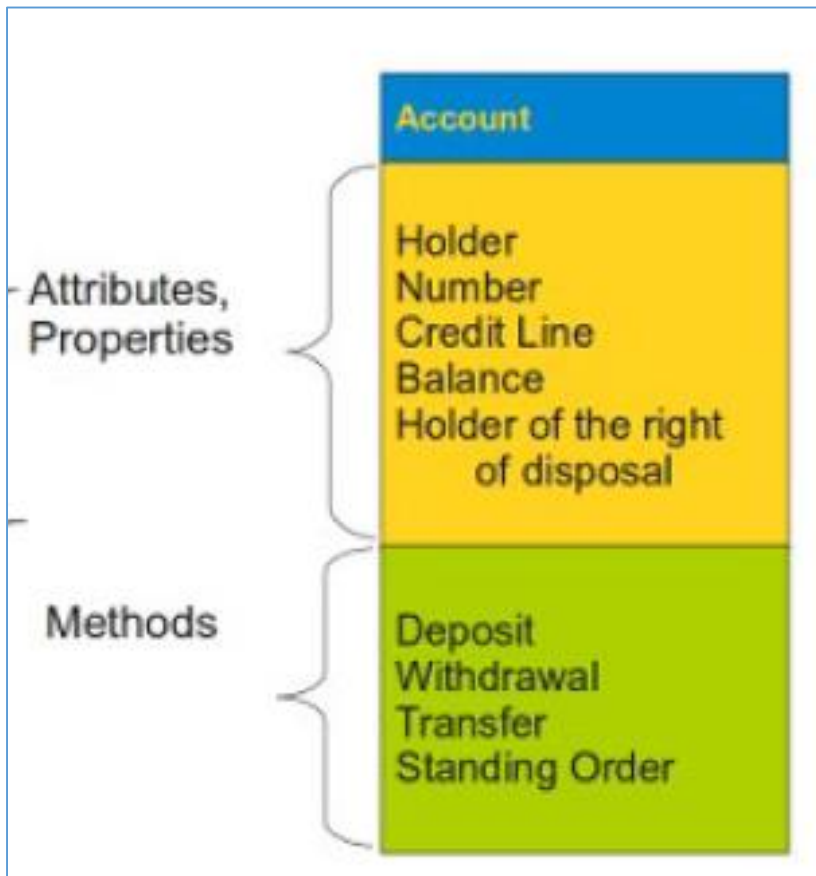 Account
Attributes,
Properties
Holder
Number
Credit Line
Balance
Holder of the right
of disposal
Methods
Deposit
Withdrawal
Transfer
Standing Order